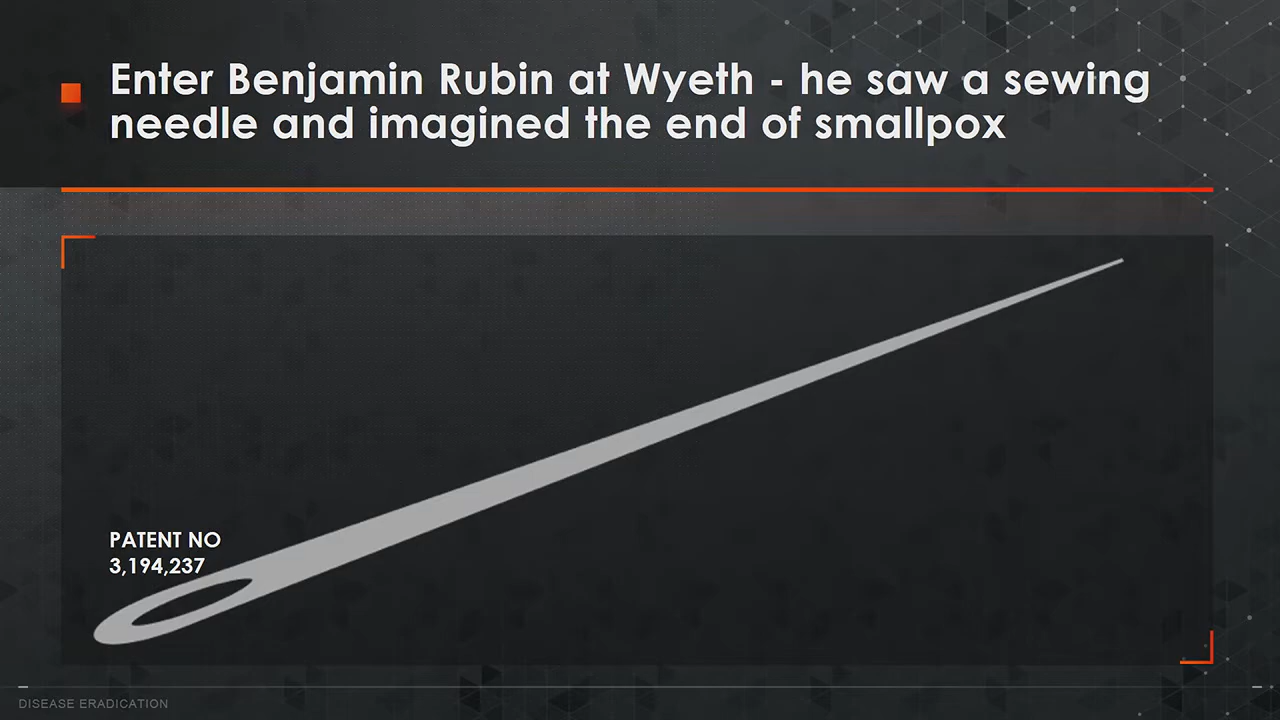 Enter Benjamin Rubin at Wyeth - he saw a sewing
needle and imagined the end of smallpox
PATENT NO
3,194,237
DISEASE ERADICATION